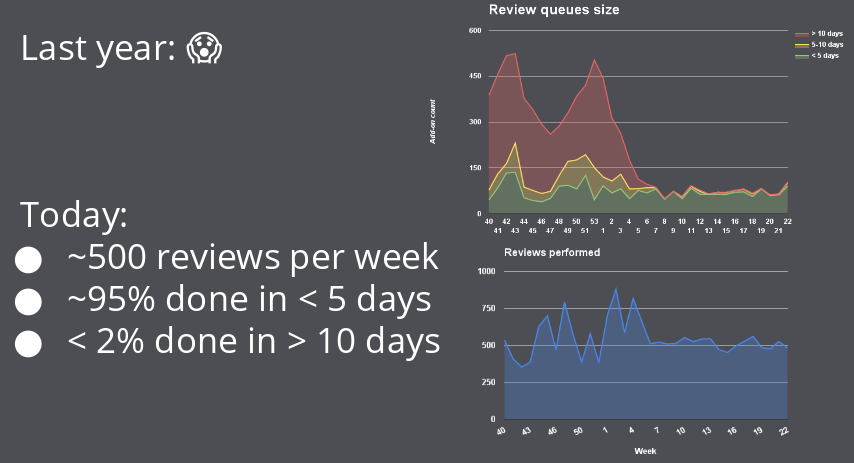 Last year: 😱
Today:
● ~500 reviews per week
● ~95% done in < 5 days
● < 2% done in > 10 days
Review queues size
Add-on count
600
450
300
150
0
40 42 44 46 48 50 53 2 4 6 8 10 12 14 16 18 20 22
41 43 45 47 49 51 1 3 5 7 9 11 13 15 17 19 21
> 10 days
5-10 days
< 5 days
Reviews performed
1000
750
500
250
0
40 43 46 50 1 4 7 10 13 16 19 22
Week